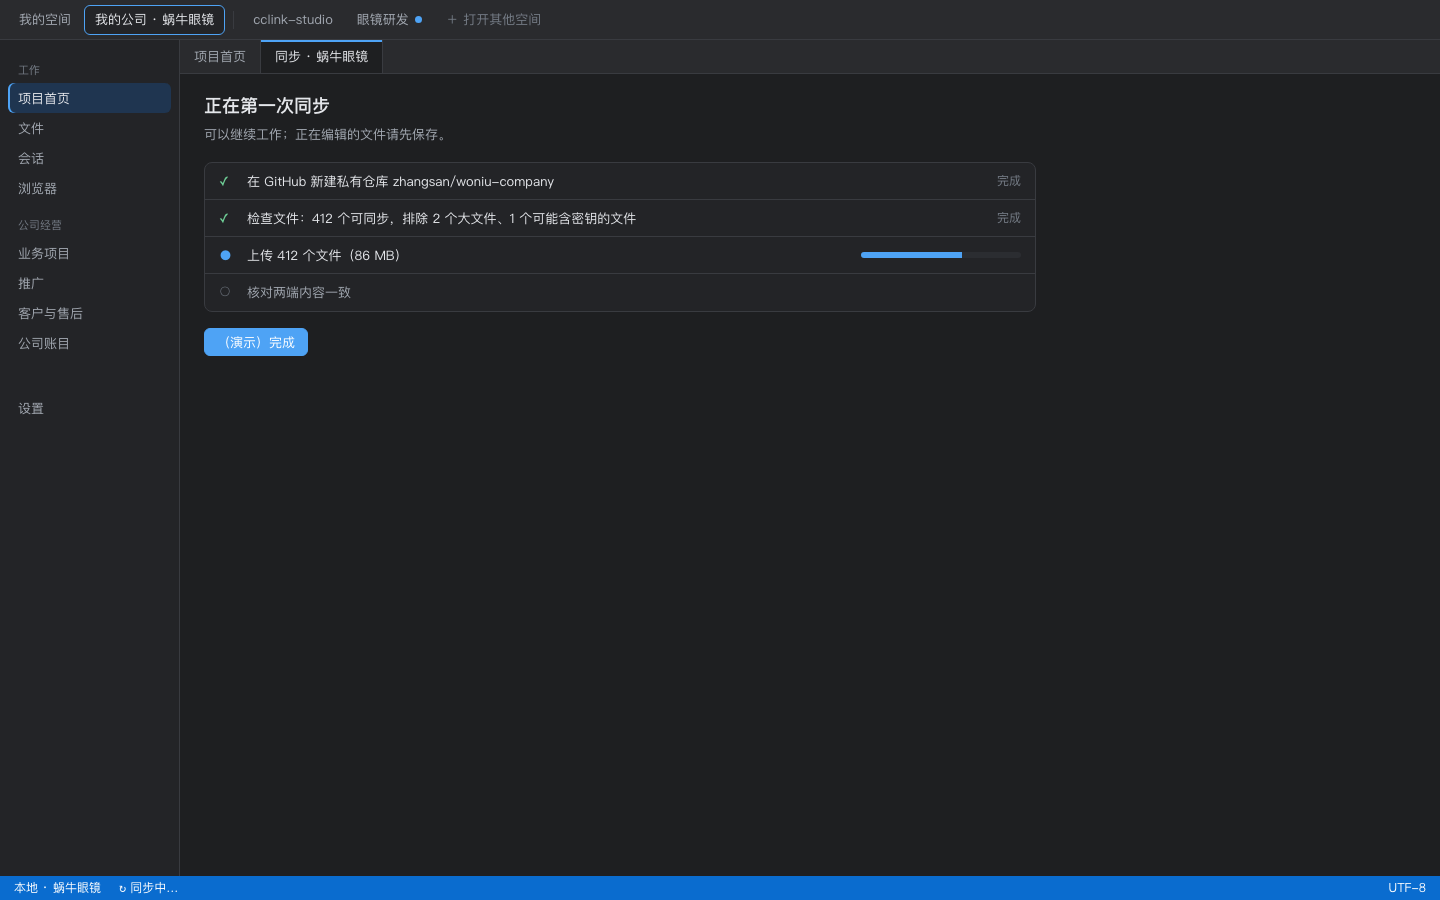 我的空间
我的公司 · 蜗牛眼镜
cclink-studio
眼镜研发
+ 打开其他空间
工作
项目首页
文件
会话
浏览器
公司经营
业务项目
推广
客户与售后
公司账目
设置
项目首页
同步 · 蜗牛眼镜
正在第一次同步
可以继续工作；正在编辑的文件请先保存。
✓ 在 GitHub 新建私有仓库 zhangsan/woniu-company 完成
✓ 检查文件：412 个可同步，排除 2 个大文件、1 个可能含密钥的文件 完成
上传 412 个文件（86 MB）
核对两端内容一致
（演示）完成
本地 · 蜗牛眼镜 ↻ 同步中… UTF-8